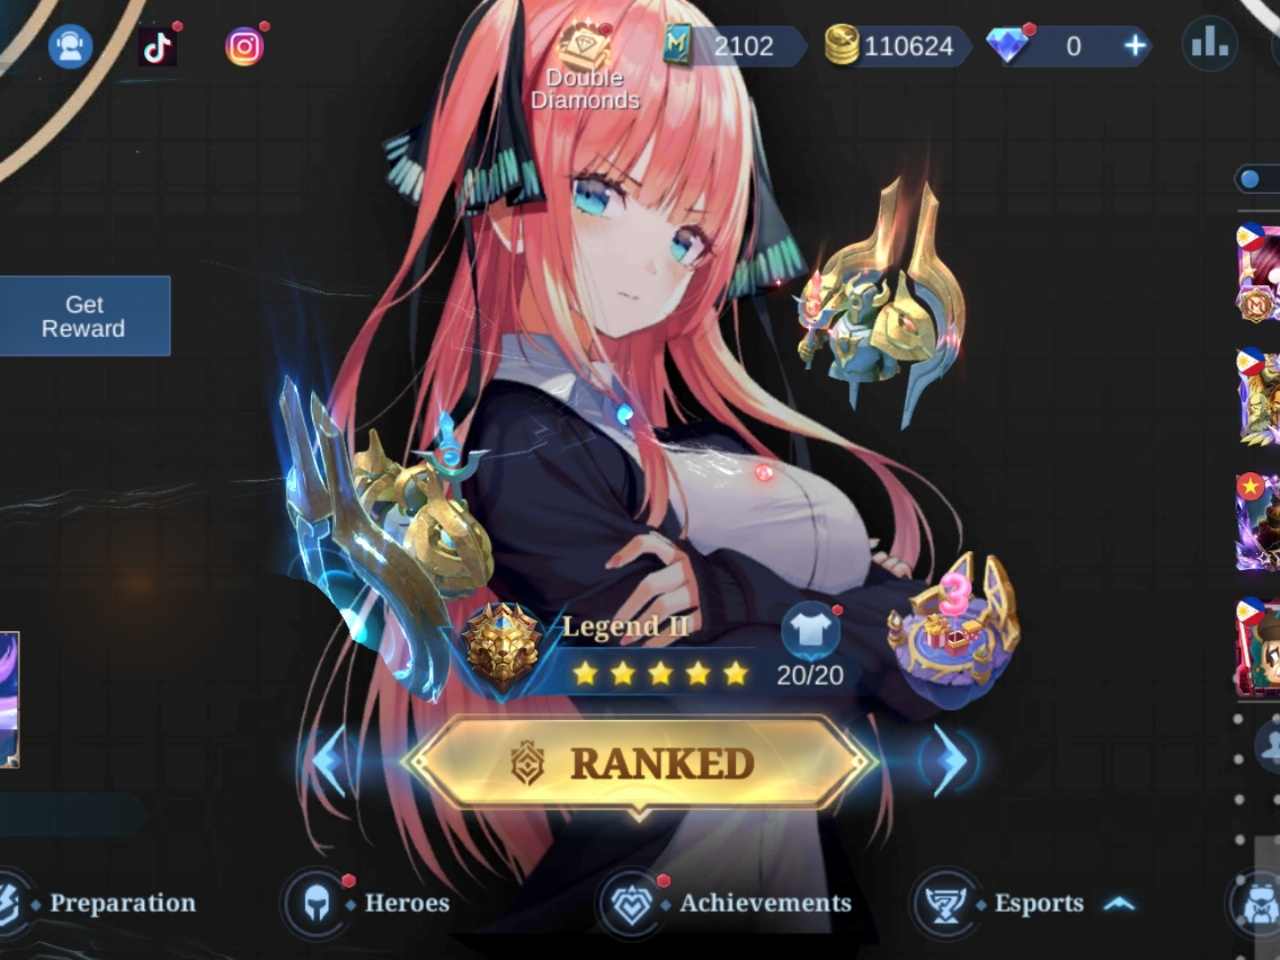 Double
Diamonds
2102
110624
0
Get
Reward
3
Legend II
20/20
RANKED
Preparation
Heroes
Achievements
Esports